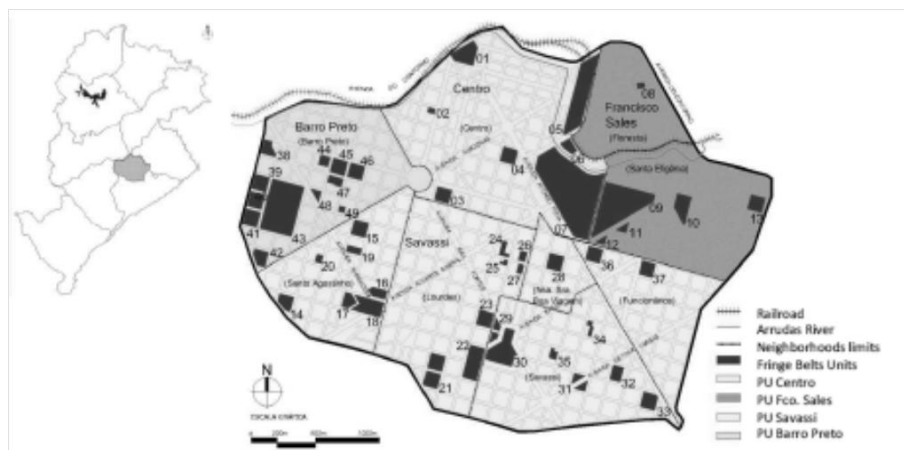 01
Centro
02
(Centro)
08
Francisco
Sales
(Floresta)
05
06
Barro Preto
(Barro Preto)
38
44
45
46
04
(Santa Efigênia)
39
47
48
49
03
09
10
13
41
43
07
11
12
42
15
Savassi
24
26
36
19
20
25
27
28
37
(Santo Agostinho)
16
(Lourdes)
(Funcionários)
14
17
18
23
29
34
22
30
35
21
(Savassi)
31
32
33
N
ESCALA GRÁFICA
Railroad
Arrudas River
Neighborhoods limits
Fringe Belts Units
PU Centro
PU Fco. Sales
PU Savassi
PU Barro Preto